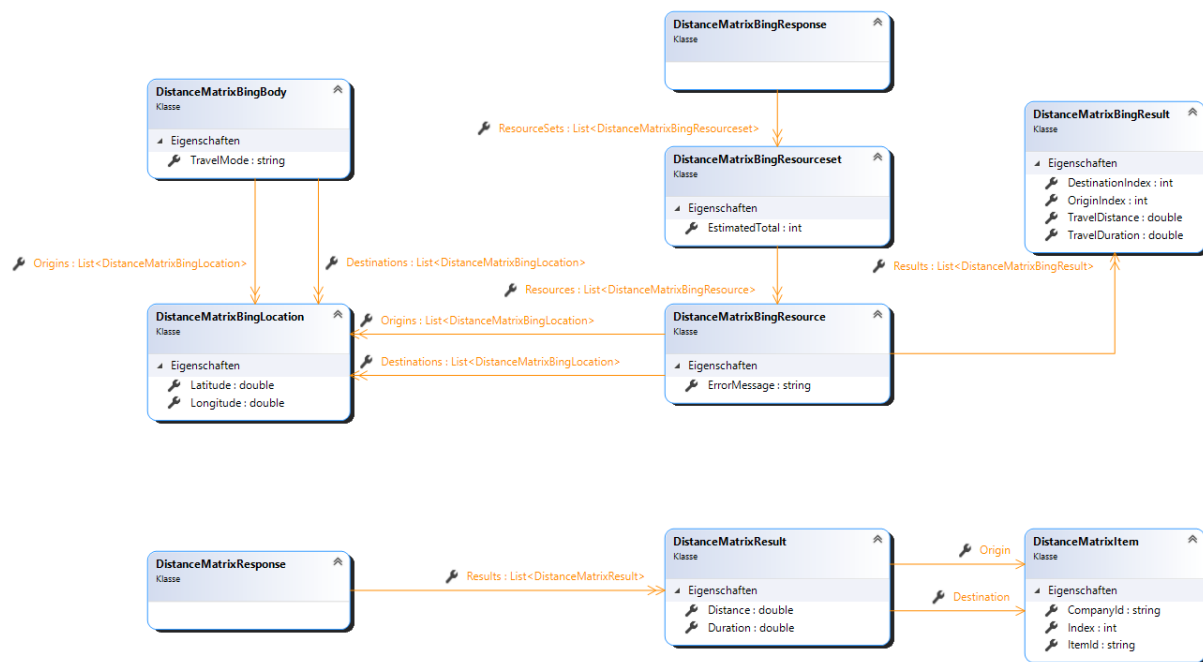 DistanceMatrixBingResponse
Klasse
DistanceMatrixBingBody
Klasse
Eigenschaften
TravelMode : string
ResourceSets : List<DistanceMatrixBingResourceset>
DistanceMatrixBingResult
Klasse
Eigenschaften
DestinationIndex : int
OriginIndex : int
TravelDistance : double
TravelDuration : double
DistanceMatrixBingResourceset
Klasse
Eigenschaften
EstimatedTotal : int
Origins : List<DistanceMatrixBingLocation>
Destinations : List<DistanceMatrixBingLocation>
Results : List<DistanceMatrixBingResult>
Resources : List<DistanceMatrixBingResource>
DistanceMatrixBingLocation
Klasse
Eigenschaften
Latitude : double
Longitude : double
Origins : List<DistanceMatrixBingLocation>
Destinations : List<DistanceMatrixBingLocation>
DistanceMatrixBingResource
Klasse
Eigenschaften
ErrorMessage : string
DistanceMatrixResponse
Klasse
Results : List<DistanceMatrixResult>
DistanceMatrixResult
Klasse
Eigenschaften
Distance : double
Duration : double
Origin
Destination
DistanceMatrixItem
Klasse
Eigenschaften
CompanyId : string
Index : int
ItemId : string